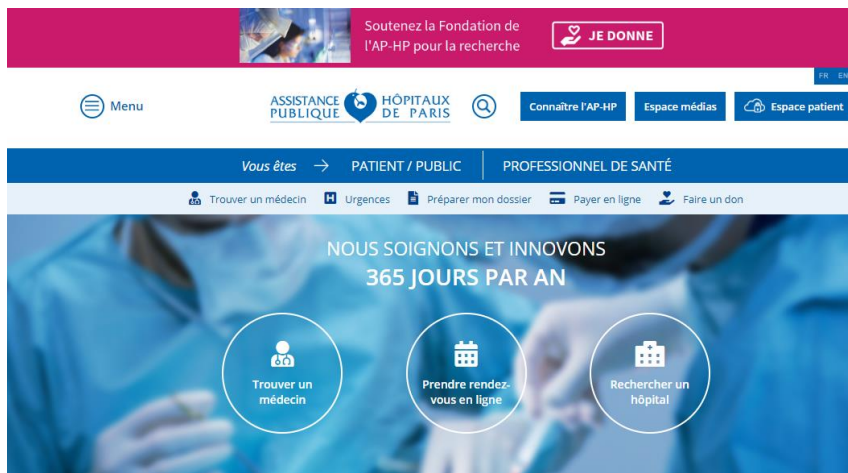 Soutenez la Fondation de
l'AP-HP pour la recherche
JE DONNE
FR EN
Menu
ASSISTANCE HÔPITAUX
PUBLIQUE DE PARIS
Connaître l'AP-HP
Espace médias
Espace patient
Vous êtes → PATIENT / PUBLIC PROFESSIONNEL DE SANTÉ
Trouver un médecin H Urgences Préparer mon dossier Payer en ligne Faire un don
NOUS SOIGNONS ET INNOVONS
365 JOURS PAR AN
Trouver un
médecin
Prendre rendez-
vous en ligne
Rechercher un
hôpital